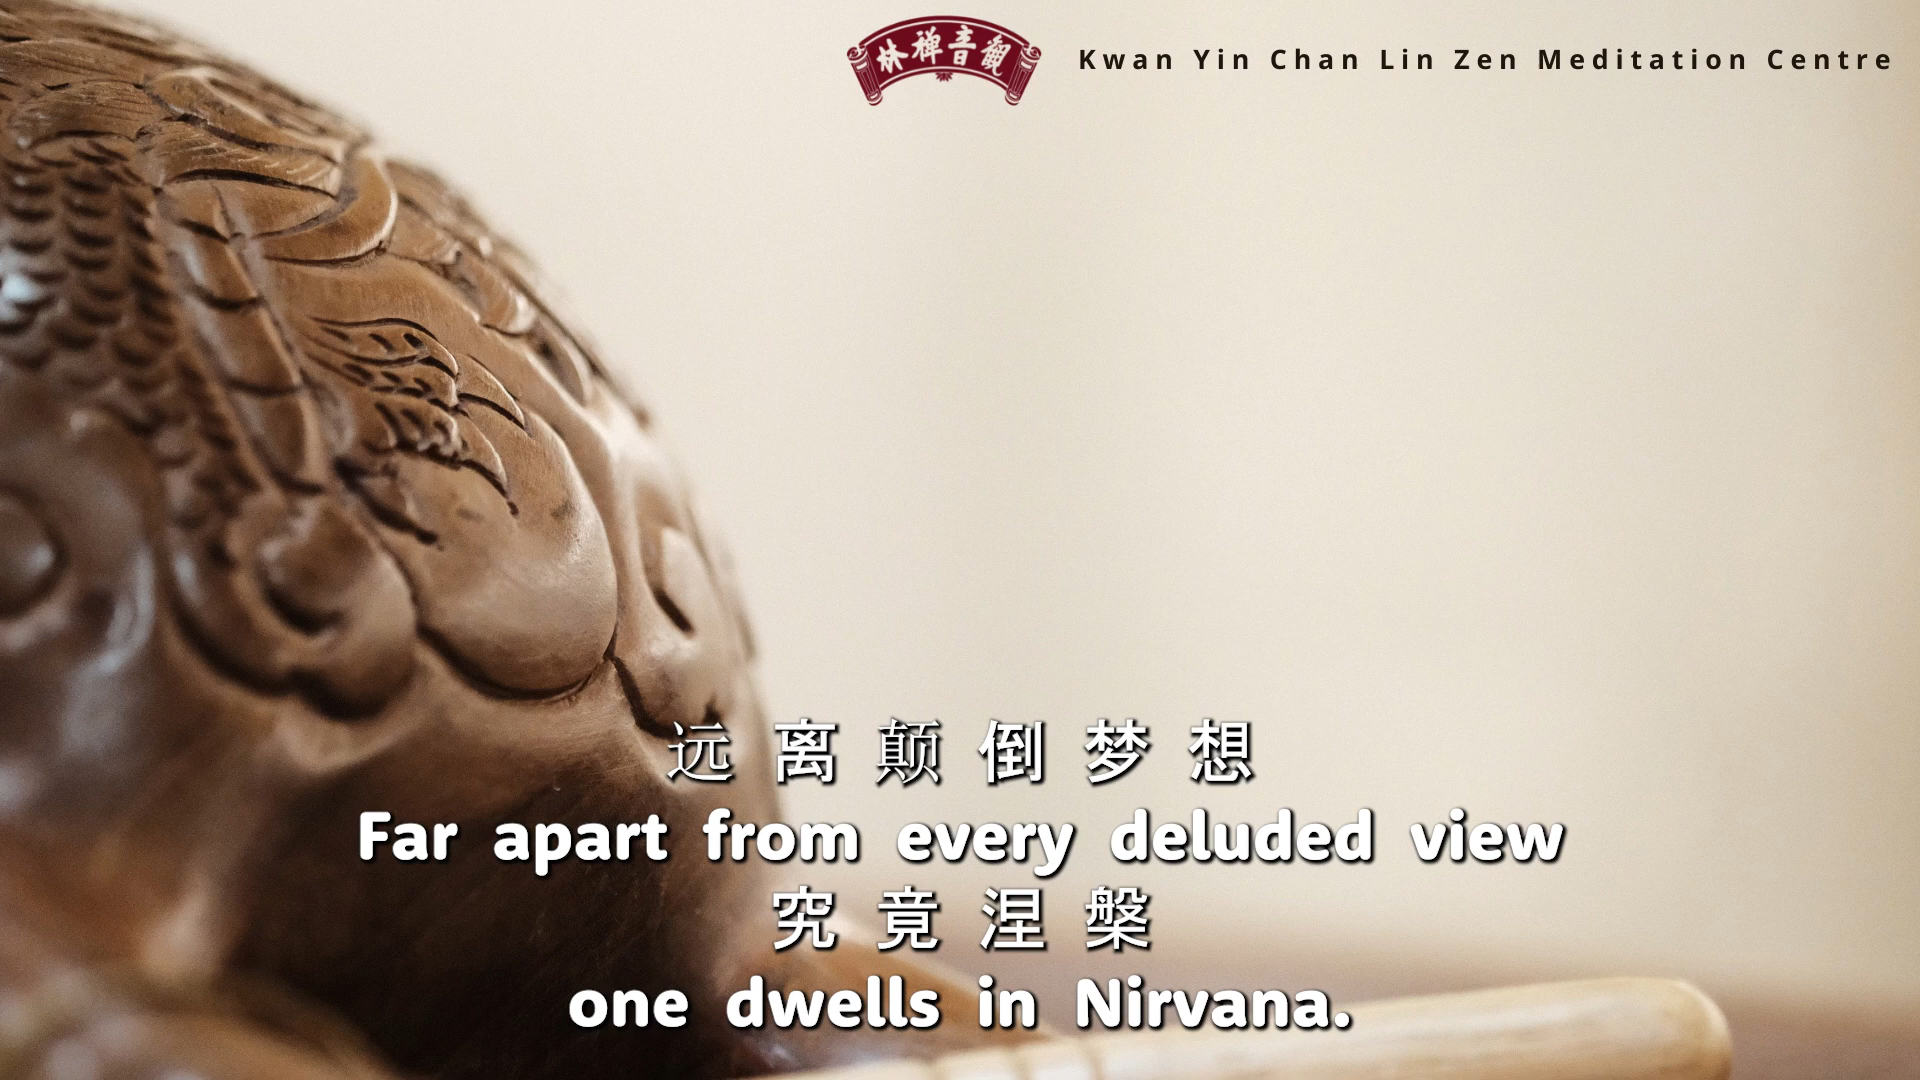 林禅音觀
Kwan Yin Chan Lin Zen Meditation Centre
远离颠倒梦想
Far apart from every deluded view
究竟涅槃
one dwells in Nirvana.